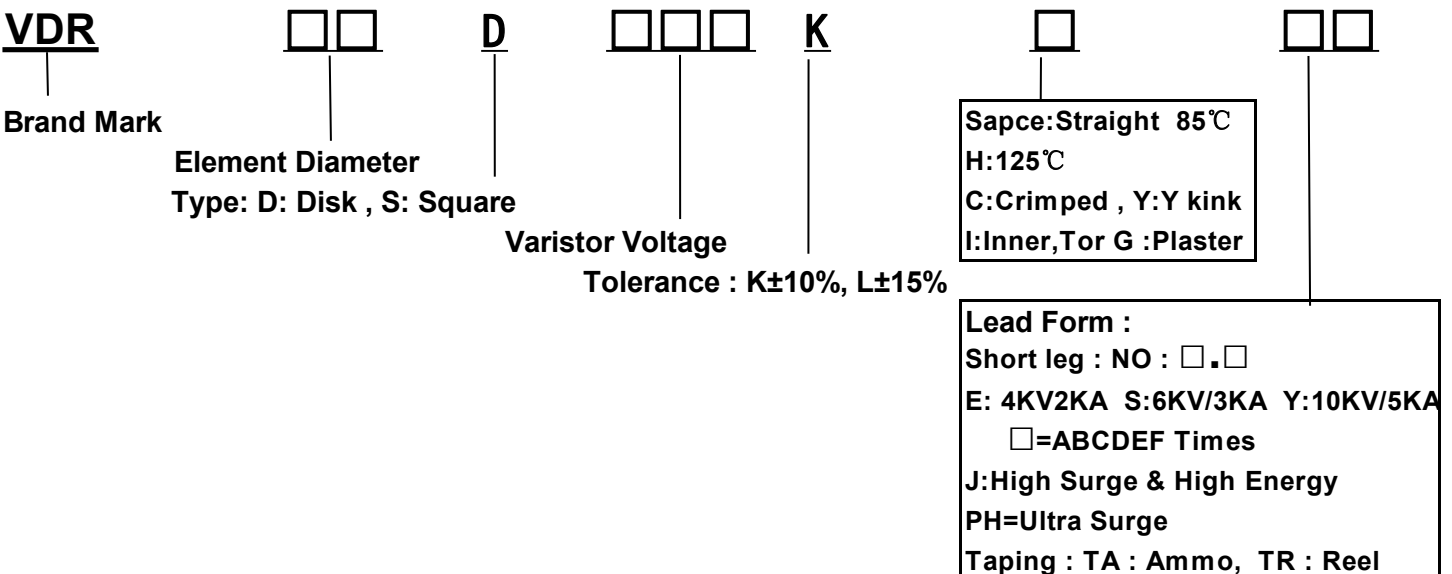 VDR □□ D □□□ K □ □□
Brand Mark
Element Diameter
Type: D: Disk , S: Square
Varistor Voltage
Tolerance : K±10%, L±15%
Sapce:Straight 85℃
H:125℃
C:Crimped , Y:Y kink
I:Inner,Tor G :Plaster
Lead Form :
Short leg : NO : □.□
E: 4KV2KA S:6KV/3KA Y:10KV/5KA
□=ABCDEF Times
J:High Surge & High Energy
PH=Ultra Surge
Taping : TA : Ammo, TR : Reel